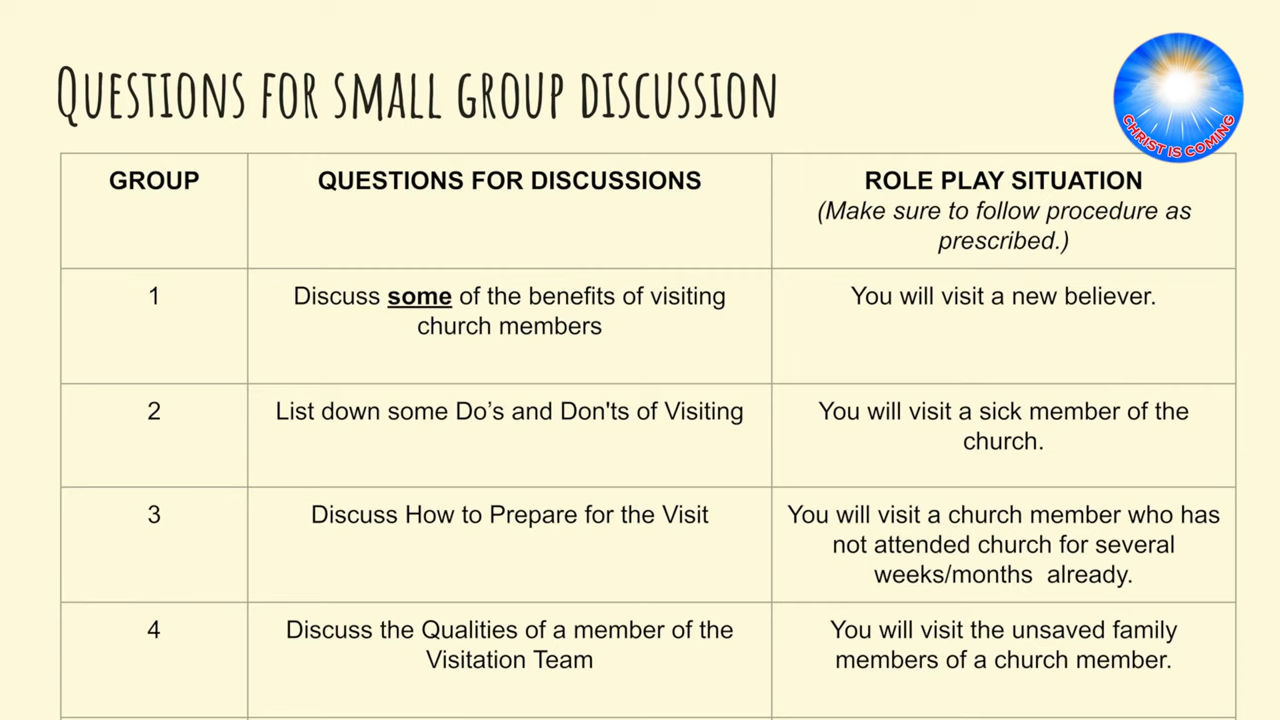 QUESTIONS FOR SMALL GROUP DISCUSSION
CHRIST IS COMING
GROUP
QUESTIONS FOR DISCUSSIONS
ROLE PLAY SITUATION
(Make sure to follow procedure as
prescribed.)
1
Discuss some of the benefits of visiting
church members
You will visit a new believer.
2
List down some Do’s and Don'ts of Visiting
You will visit a sick member of the
church.
3
Discuss How to Prepare for the Visit
You will visit a church member who has
not attended church for several
weeks/months already.
4
Discuss the Qualities of a member of the
Visitation Team
You will visit the unsaved family
members of a church member.